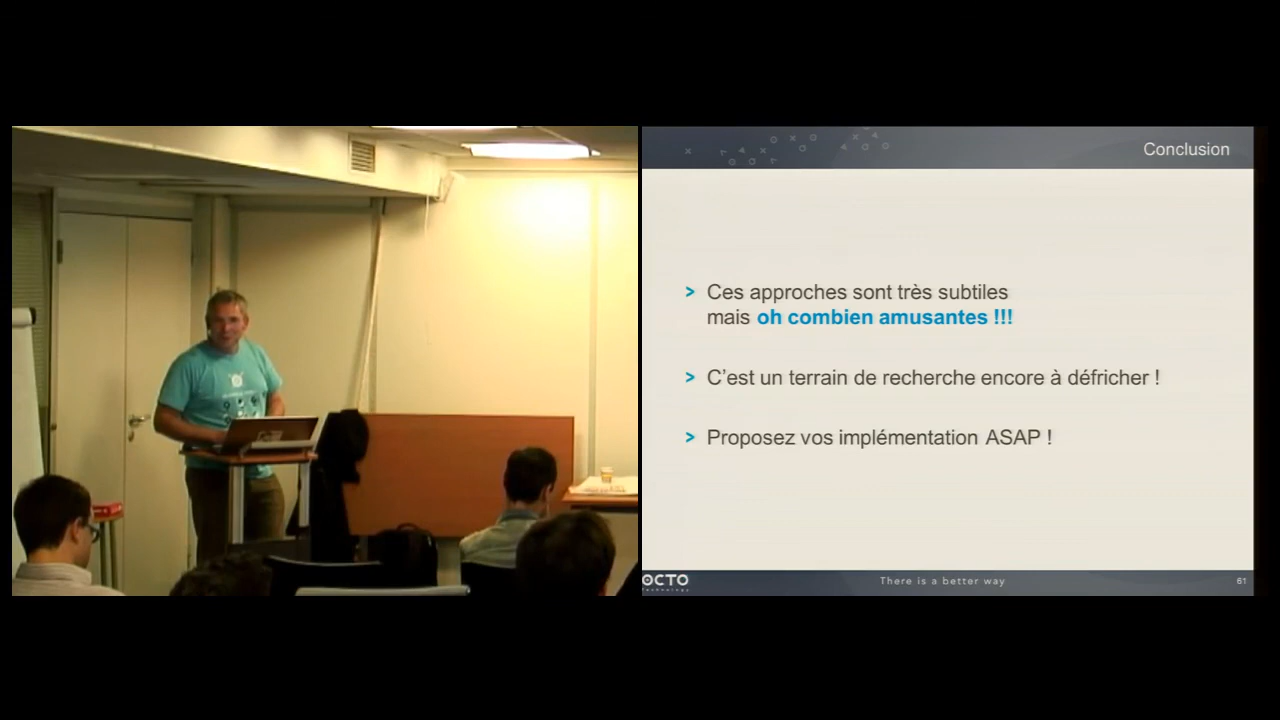 Conclusion
> Ces approches sont très subtiles
mais oh combien amusantes !!!
> C'est un terrain de recherche encore à défricher !
> Proposez vos implémentation ASAP !
OCTO
Technology
There is a better way
61